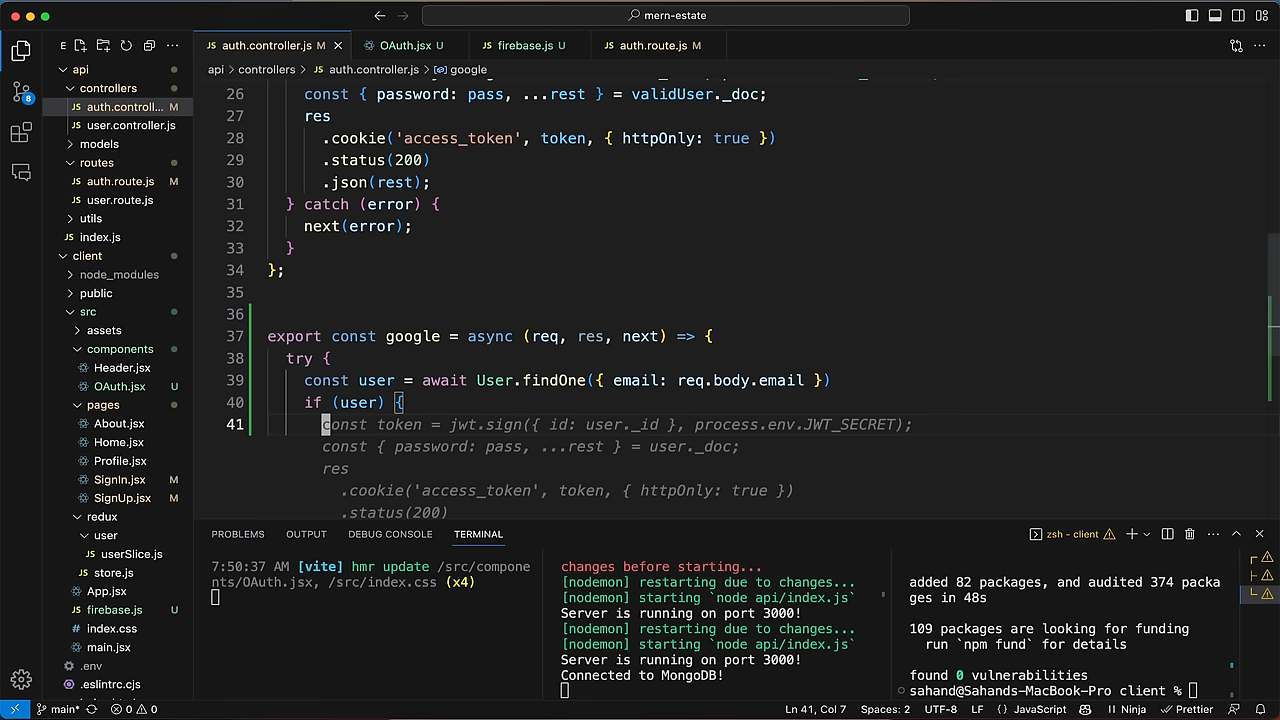 mern-estate
E
auth.controller.js M
OAuth.jsx U
firebase.js U
auth.route.js M
api > controllers > JS auth.controller.js > google
api
controllers
JS auth.controll... M
JS user.controller.js
models
routes
JS auth.route.js M
JS user.route.js
utils
JS index.js
client
node_modules
public
src
assets
components
Header.jsx
OAuth.jsx U
pages
About.jsx
Home.jsx
Profile.jsx
SignIn.jsx M
SignUp.jsx M
redux
user
JS userSlice.js
JS store.js
App.jsx
JS firebase.js U
# index.css
main.jsx
.env
.eslintrc.cjs
8
26 const { password: pass, ...rest } = validUser._doc;
27 res
28 .cookie('access_token', token, { httpOnly: true })
29 .status(200)
30 .json(rest);
31 } catch (error) {
32 next(error);
33 }
34 };
35
36
37 export const google = async (req, res, next) => {
38 try {
39 const user = await User.findOne({ email: req.body.email })
40 if (user) {
41 const token = jwt.sign({ id: user._id }, process.env.JWT_SECRET);
const { password: pass, ...rest } = user._doc;
res
.cookie('access_token', token, { httpOnly: true })
.status(200)
PROBLEMS OUTPUT DEBUG CONSOLE TERMINAL
zsh - client
7:50:37 AM [vite] hmr update /src/compone
nts/OAuth.jsx, /src/index.css (x4)
changes before starting...
[nodemon] restarting due to changes...
[nodemon] starting `node api/index.js`
Server is running on port 3000!
[nodemon] restarting due to changes...
[nodemon] starting `node api/index.js`
Server is running on port 3000!
Connected to MongoDB!
added 82 packages, and audited 374 packa
ges in 48s
109 packages are looking for funding
run `npm fund` for details
found 0 vulnerabilities
sahand@Sahands-MacBook-Pro client %
main* 0 0
Ln 41, Col 7 Spaces: 2 UTF-8 LF { } JavaScript Ninja Prettier